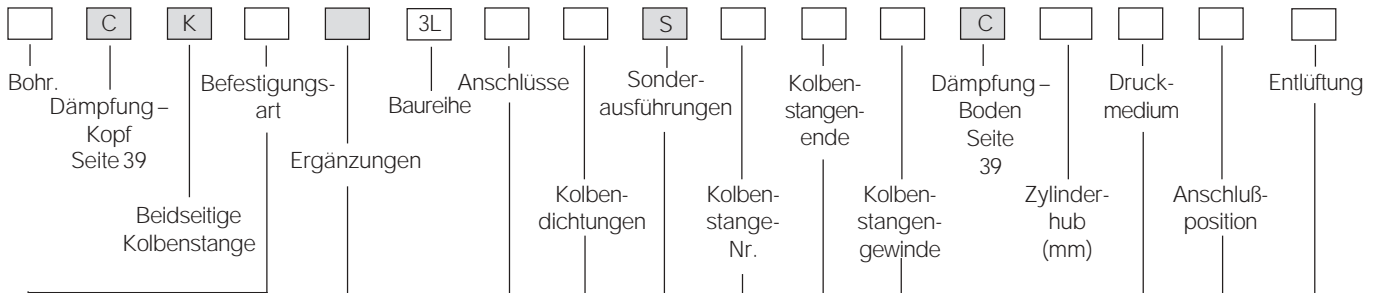 C K 3L S C
Bohr.
Dämpfung –
Kopf
Seite 39
Beidseitige
Kolbenstange
Befestigungs-
art
Ergänzungen
Baureihe
Anschlüsse
Kolben-
dichtungen
Sonder-
ausführungen
Kolben-
stange-
Nr.
Kolben-
stangen-
ende
Kolben-
stangen-
gewinde
Dämpfung –
Boden
Seite
39
Zylinder-
hub
(mm)
Druck-
medium
Anschluß-
position
Entlüftung